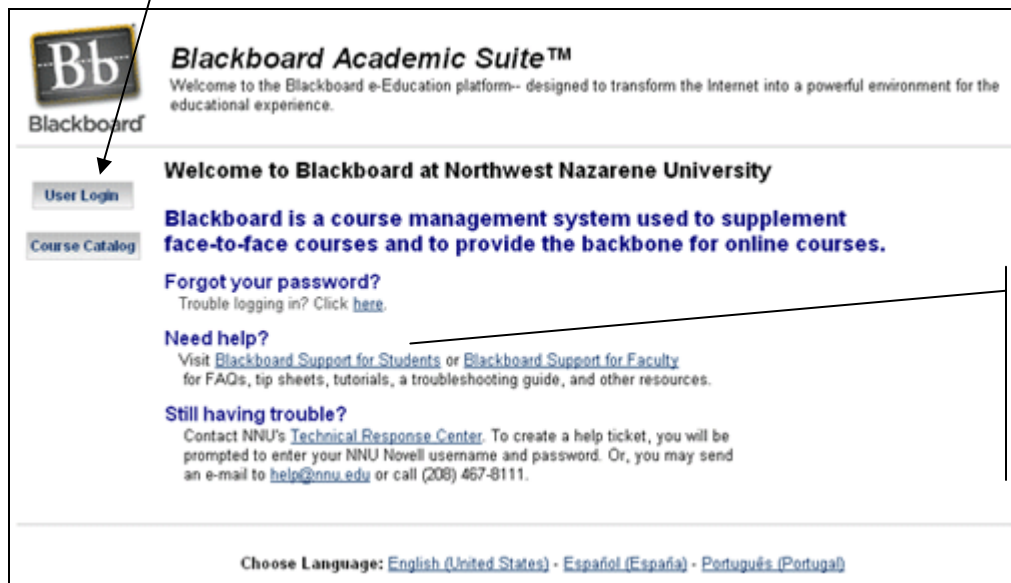 Bb
Blackboard
Blackboard Academic Suite™
Welcome to the Blackboard e-Education platform-- designed to transform the Internet into a powerful environment for the
educational experience.
User Login
Course Catalog
Welcome to Blackboard at Northwest Nazarene University
Blackboard is a course management system used to supplement
face-to-face courses and to provide the backbone for online courses.
Forgot your password?
Trouble logging in? Click here.
Need help?
Visit Blackboard Support for Students or Blackboard Support for Faculty
for FAQs, tip sheets, tutorials, a troubleshooting guide, and other resources.
Still having trouble?
Contact NNU's Technical Response Center. To create a help ticket, you will be
prompted to enter your NNU Novell username and password. Or, you may send
an e-mail to help@nnu.edu or call (208) 467-8111.
Choose Language: English (United States) - Español (España) - Português (Portugal)